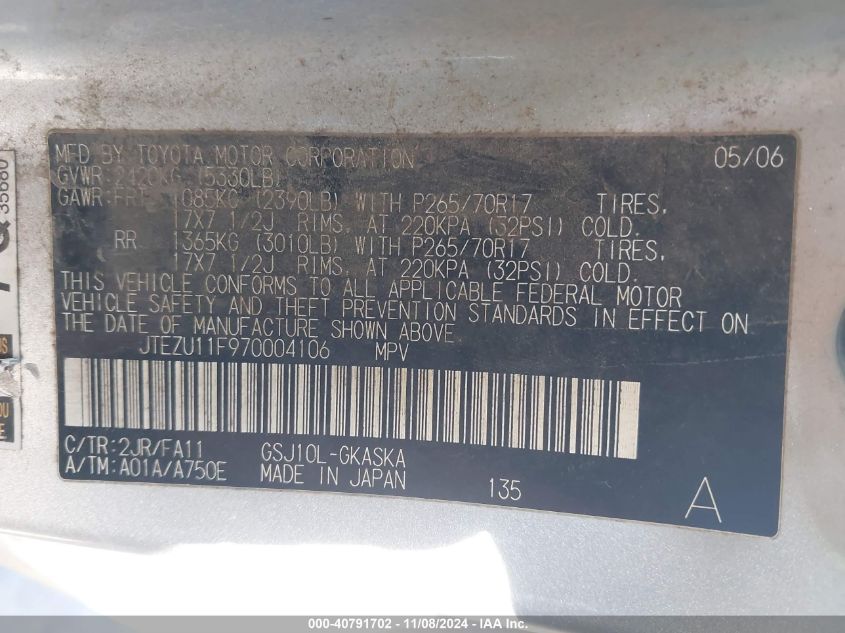 MFD BY TOYOTA MOTOR CORPORATION 05/06
GVWR 2420KG (5330LB)
GAWR: FRT 1085KG (2390LB) WITH P265/70R17 TIRES,
17X7 1/2J RIMS, AT 220KPA (32PSI) COLD.
RR 1365KG (3010LB) WITH P265/70R17 TIRES,
17X7 1/2J RIMS, AT 220KPA (32PSI) COLD.
THIS VEHICLE CONFORMS TO ALL APPLICABLE FEDERAL MOTOR
VEHICLE SAFETY AND THEFT PREVENTION STANDARDS IN EFFECT ON
THE DATE OF MANUFACTURE SHOWN ABOVE.
JTEZU11F970004106 MPV
C/TR:2JR/FA11 GSJ10L-GKASKA
A/TM:A01A/A750E MADE IN JAPAN 135 A
35680
000-40791702 - 11/08/2024 - IAA Inc.